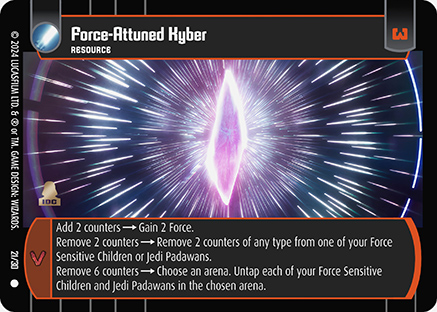 Force-Attuned Kyber
RESOURCE
© 2024 LUCASFILM LTD. & ® or TM. GAME DESIGN: WIZARDS.
100
Add 2 counters → Gain 2 Force.
Remove 2 counters → Remove 2 counters of any type from one of your Force
Sensitive Children or Jedi Padawans.
Remove 6 counters → Choose an arena. Untap each of your Force Sensitive
Children and Jedi Padawans in the chosen arena.